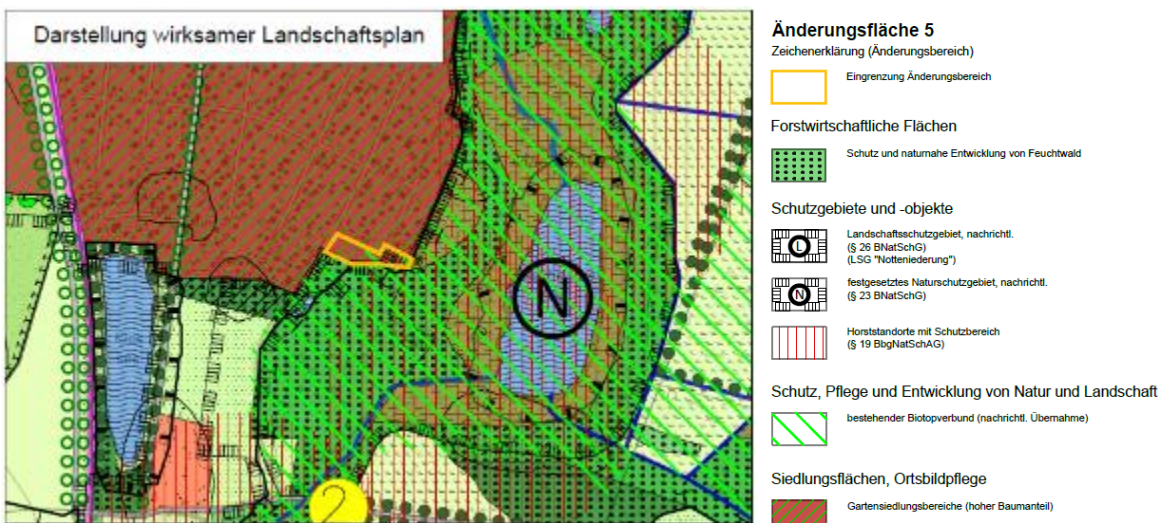 Darstellung wirksamer Landschaftsplan
N
2
Änderungsfläche 5
Zeichenerklärung (Änderungsbereich)
Eingrenzung Änderungsbereich
Forstwirtschaftliche Flächen
Schutz und naturnahe Entwicklung von Feuchtwald
Schutzgebiete und -objekte
L
Landschaftsschutzgebiet, nachrichtl.
(§ 26 BNatSchG)
(LSG "Notteniederung")
N
festgesetztes Naturschutzgebiet, nachrichtl.
(§ 23 BNatSchG)
Horststandorte mit Schutzbereich
(§ 19 BbgNatSchAG)
Schutz, Pflege und Entwicklung von Natur und Landschaft
bestehender Biotopverbund (nachrichtl. Übernahme)
Siedlungsflächen, Ortsbildpflege
Gartensiedlungsbereiche (hoher Baumanteil)